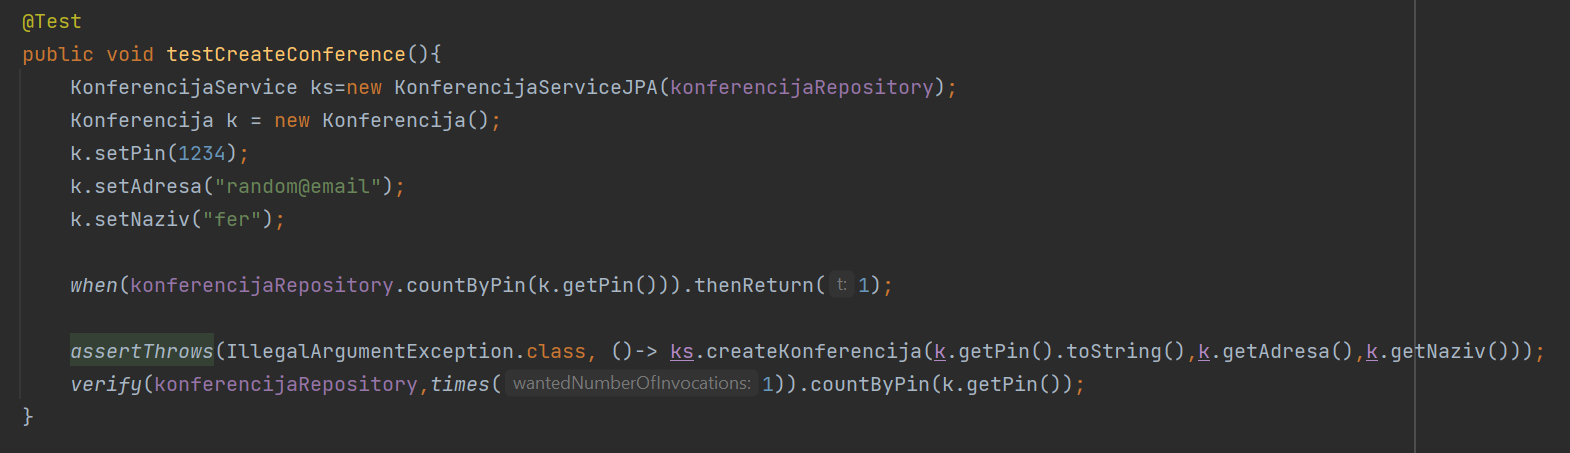 @Test
public void testCreateConference(){
KonferencijaService ks=new KonferencijaServiceJPA(konferencijaRepository);
Konferencija k = new Konferencija();
k.setPin(1234);
k.setAdresa("random@email");
k.setNaziv("fer");
when(konferencijaRepository.countByPin(k.getPin())).thenReturn( t: 1);
assertThrows(IllegalArgumentException.class, ()-> ks.createKonferencija(k.getPin().toString(),k.getAdresa(),k.getNaziv()));
verify(konferencijaRepository,times( wantedNumberOfInvocations: 1)).countByPin(k.getPin());
}